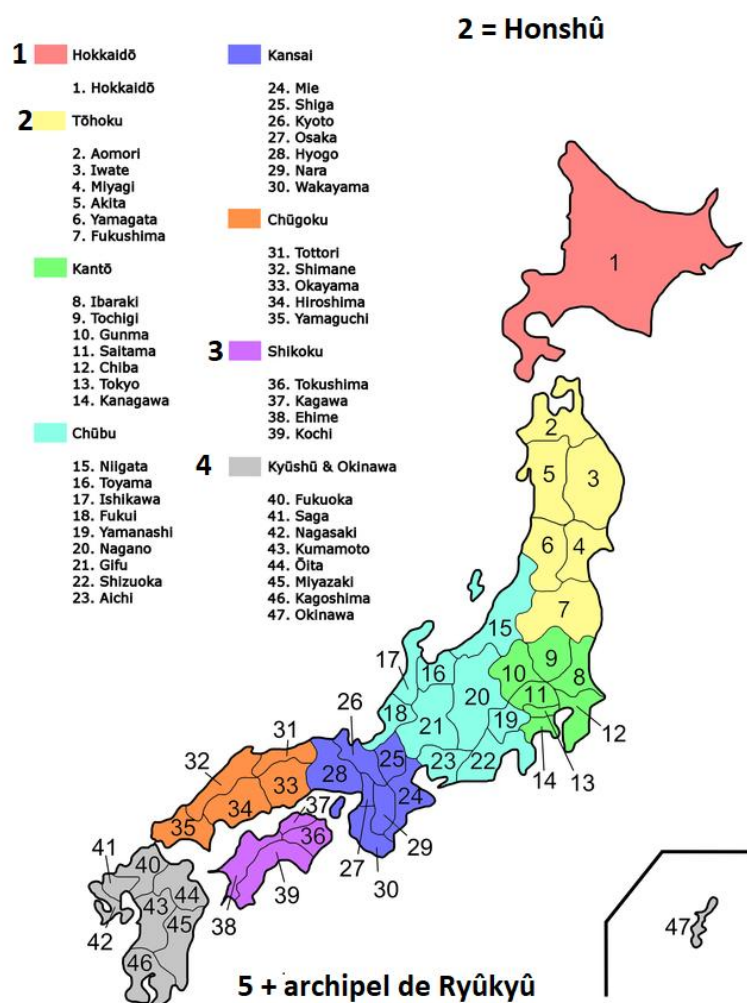 2 = Honshû
1 Hokkaidō
1. Hokkaidō
2 Tōhoku
2. Aomori
3. Iwate
4. Miyagi
5. Akita
6. Yamagata
7. Fukushima
Kantō
8. Ibaraki
9. Tochigi
10. Gunma
11. Saitama
12. Chiba
13. Tokyo
14. Kanagawa
Chūbu
15. Niigata
16. Toyama
17. Ishikawa
18. Fukui
19. Yamanashi
20. Nagano
21. Gifu
22. Shizuoka
23. Aichi
Kansai
24. Mie
25. Shiga
26. Kyoto
27. Osaka
28. Hyogo
29. Nara
30. Wakayama
Chūgoku
31. Tottori
32. Shimane
33. Okayama
34. Hiroshima
35. Yamaguchi
3 Shikoku
36. Tokushima
37. Kagawa
38. Ehime
39. Kochi
4 Kyūshū & Okinawa
40. Fukuoka
41. Saga
42. Nagasaki
43. Kumamoto
44. Ōita
45. Miyazaki
46. Kagoshima
47. Okinawa
1
2
5
3
6
4
7
15
9
10
8
17
16
11
20
26
18
21
19
12
31
25
23
22
14
13
32
28
33
24
34
37
35
36
29
41
40
27
30
39
44
38
43
42
45
46
47
5 + archipel de Ryûkyû